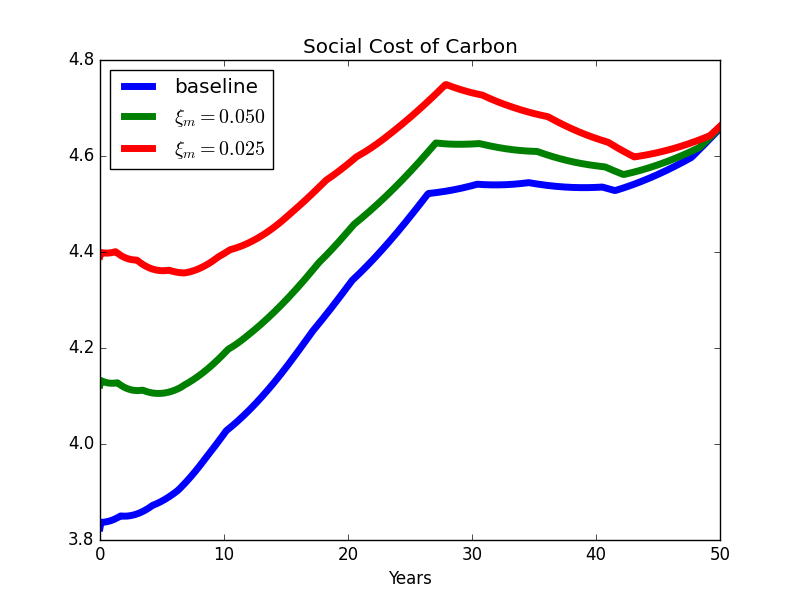 Social Cost of Carbon
4.8
4.6
4.4
4.2
4.0
3.8
baseline
ξₘ = 0.050
ξₘ = 0.025
0 10 20 30 40 50
Years